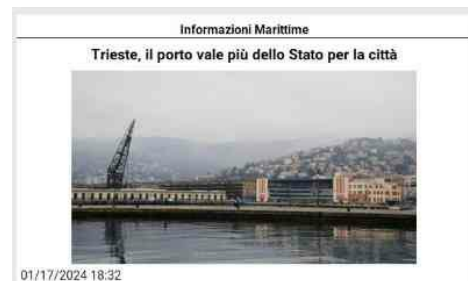 Informazioni Marittime
Trieste, il porto vale più dello Stato per la città
01/17/2024 18:32